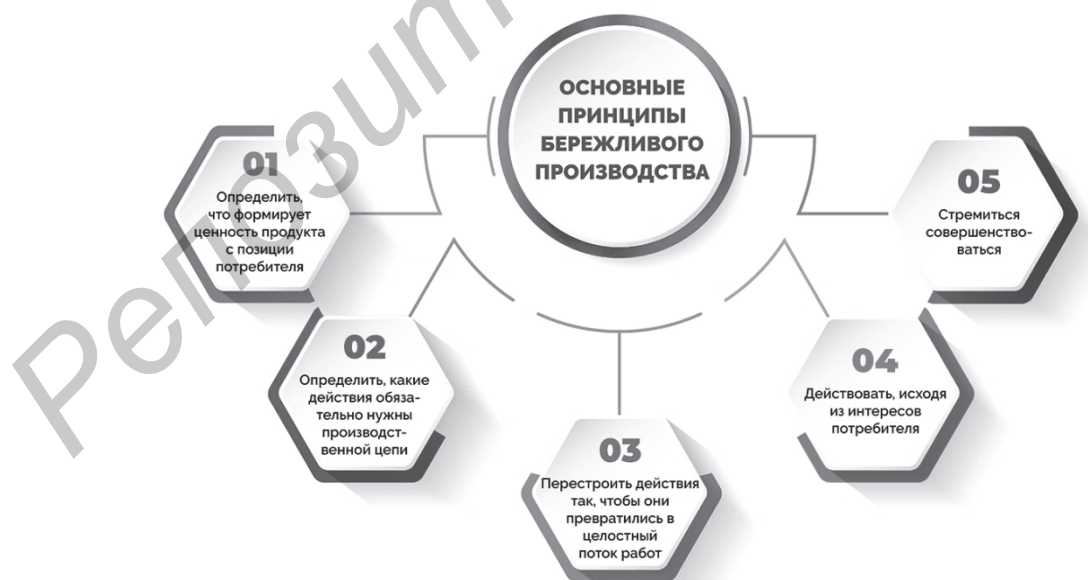 ОСНОВНЫЕ
ПРИНЦИПЫ
БЕРЕЖЛИВОГО
ПРОИЗВОДСТВА
01
Определить,
что формирует
ценность продукта
с позиции
потребителя
02
Определить, какие
действия обяза-
тельно нужны
производст-
венной цепи
03
Перестроить действия
так, чтобы они
превратились в
целостный
поток работ
04
Действовать, исходя
из интересов
потребителя
05
Стремиться
совершенство-
ваться